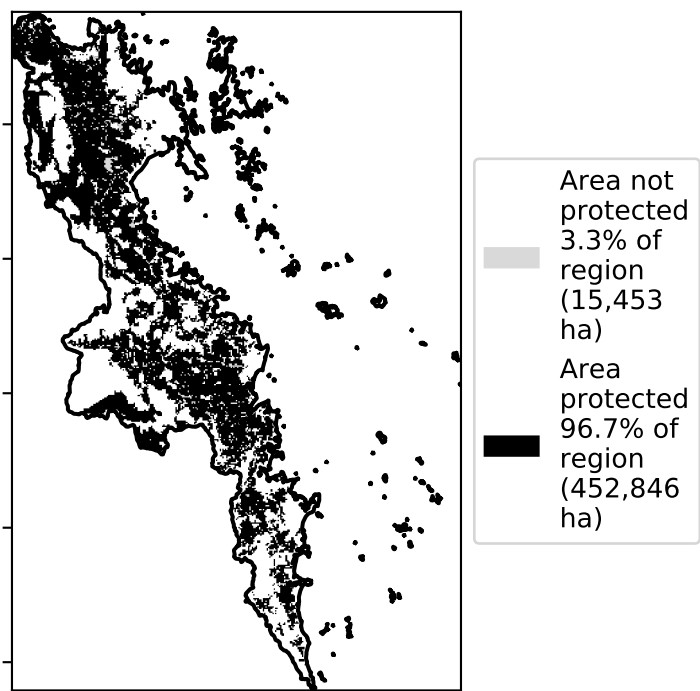 Area not
protected
3.3% of
region
(15,453
ha)
Area
protected
96.7% of
region
(452,846
ha)